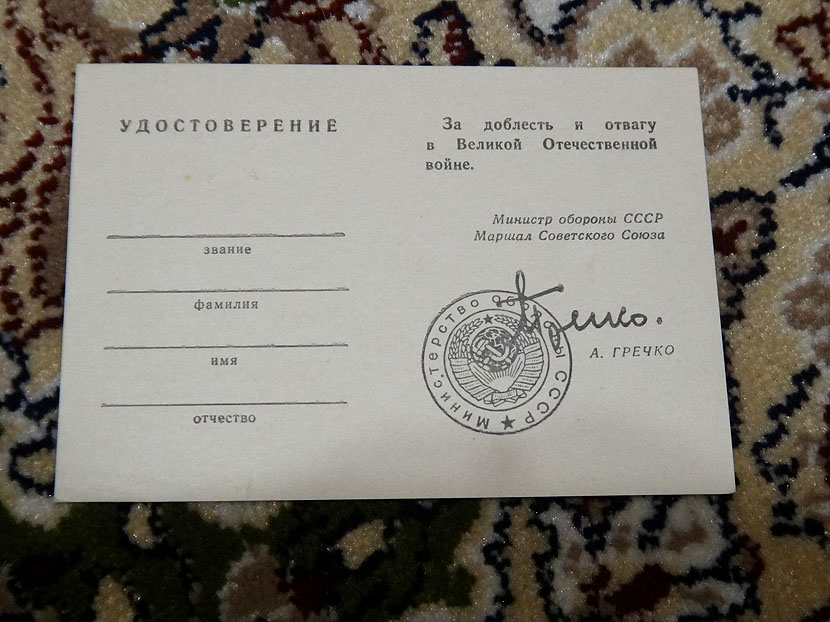 УДОСТОВЕРЕНИЕ
звание
фамилия
имя
отчество
За доблесть и отвагу
в Великой Отечественной
войне.
Министр обороны СССР
Маршал Советского Союза
Гречко.
А. ГРЕЧКО
Министерство обороны СССР